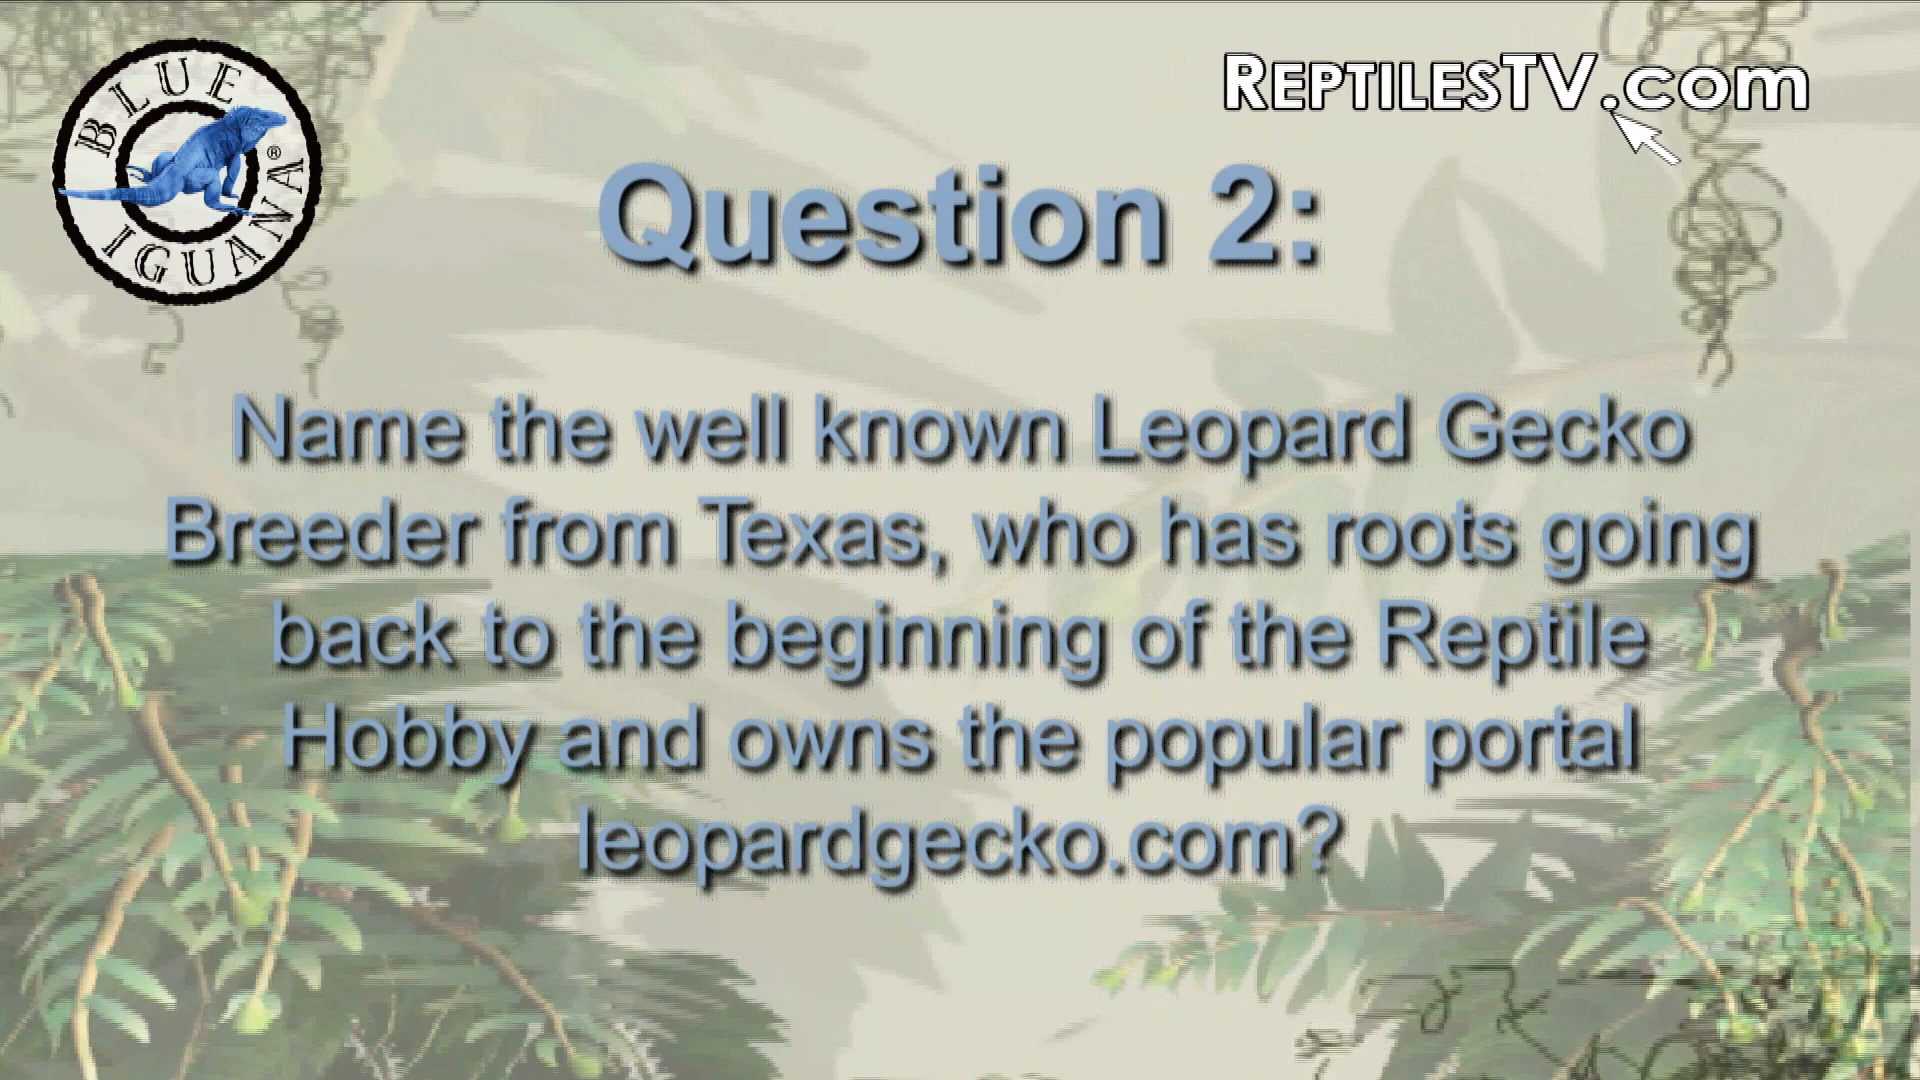 BLUE IGUANA ®
REPTILESTV.com
Question 2:
Name the well known Leopard Gecko
Breeder from Texas, who has roots going
back to the beginning of the Reptile
Hobby and owns the popular portal
leopardgecko.com?